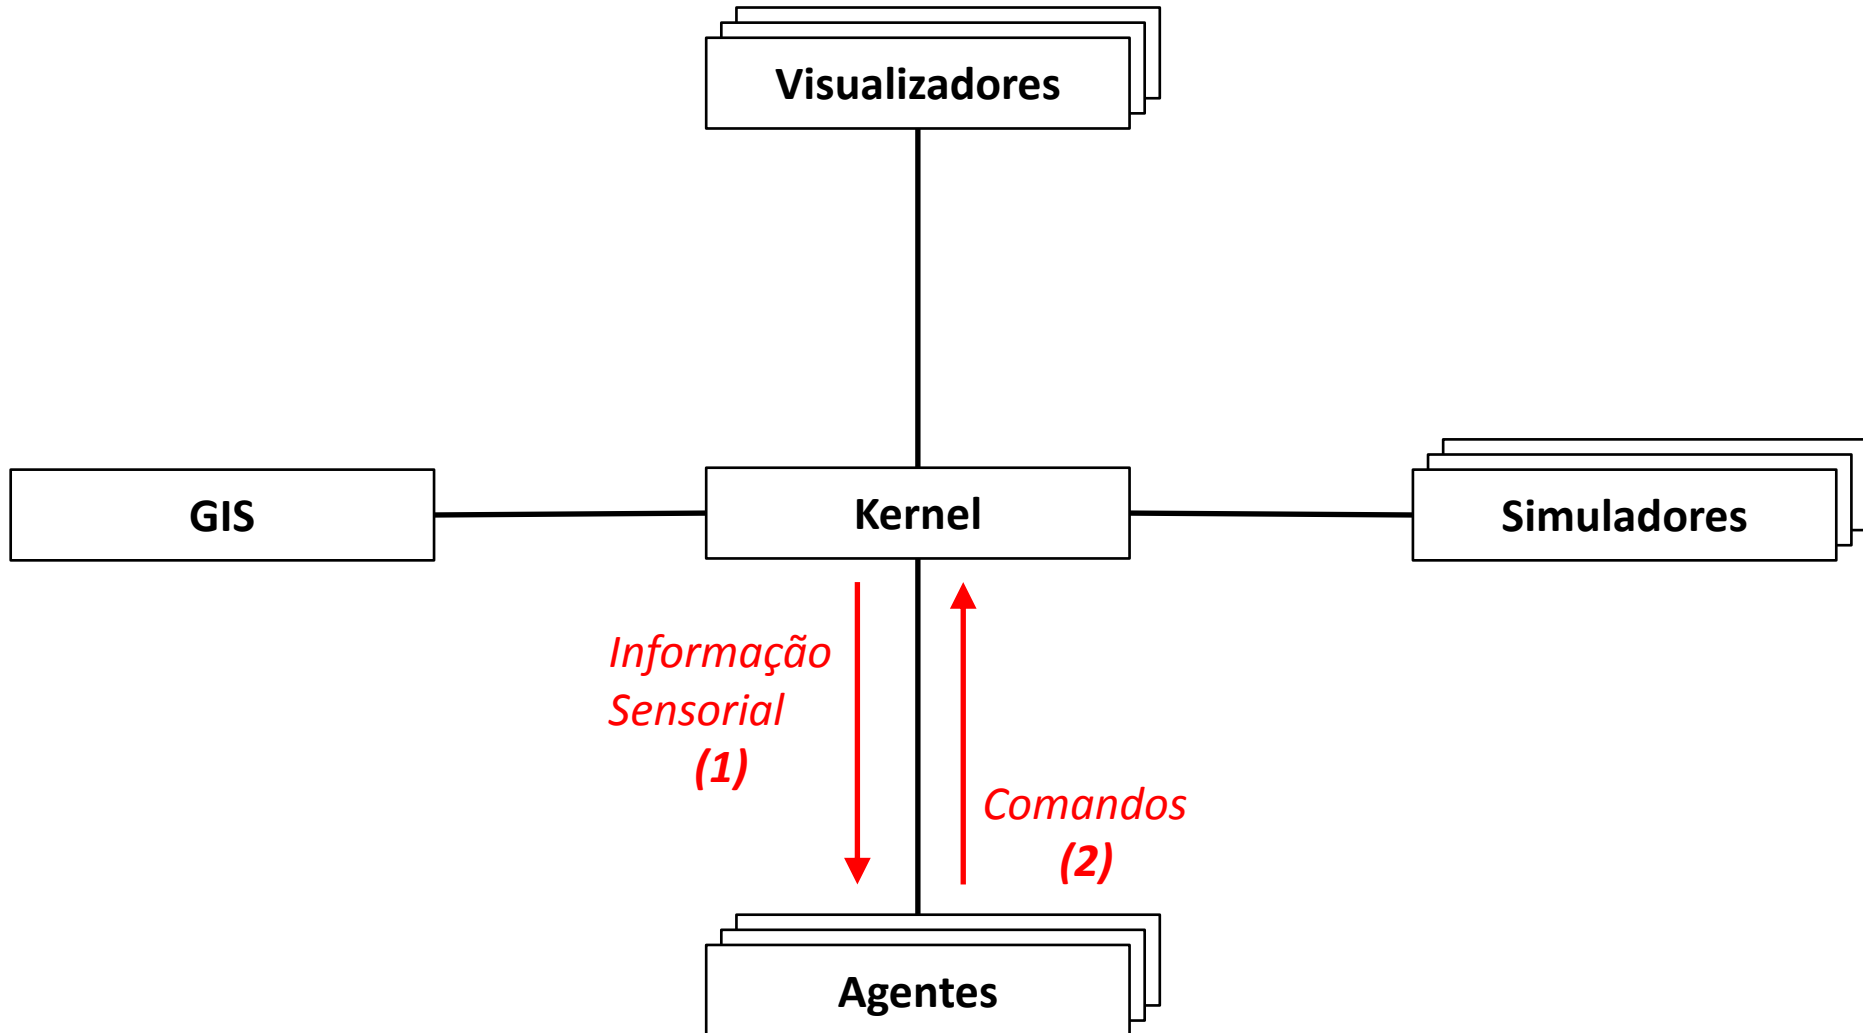 Visualizadores
GIS
Kernel
Simuladores
Informação
Sensorial
(1)
Comandos
(2)
Agentes